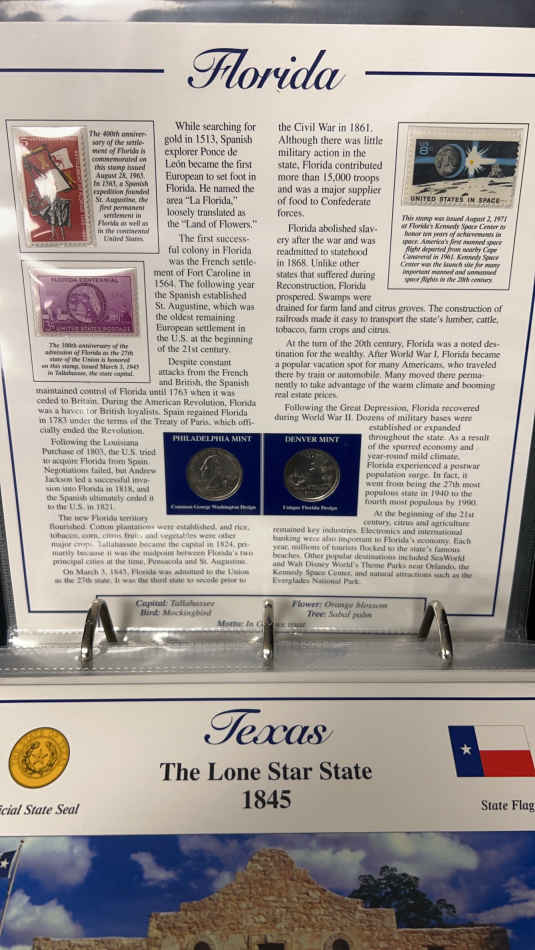 Florida
The 400th anniver-
sary of the settle-
ment of Florida is
commemorated on
this stamp issued
August 28, 1965.
In 1565, a Spanish
expedition founded
St. Augustine, the
first permanent
settlement in
Florida as well as
in the continental
United States.
FLORIDA CENTENNIAL
UNITED STATES POSTAGE
The 100th anniversary of the
admission of Florida as the 27th
state of the Union is honored
on this stamp, issued March 3, 1945
in Tallahassee, the state capital.
While searching for
gold in 1513, Spanish
explorer Ponce de
León became the first
European to set foot in
Florida. He named the
area “La Florida,”
loosely translated as
the “Land of Flowers.”
The first success-
ful colony in Florida
was the French settle-
ment of Fort Caroline in
1564. The following year
the Spanish established
St. Augustine, which was
the oldest remaining
European settlement in
the U.S. at the beginning
of the 21st century.
Despite constant
attacks from the French
and British, the Spanish
maintained control of Florida until 1763 when it was
ceded to Britain. During the American Revolution, Florida
was a haven for British loyalists. Spain regained Florida
in 1783 under the terms of the Treaty of Paris, which offi-
cially ended the Revolution.
Following the Louisiana
Purchase of 1803, the U.S. tried
to acquire Florida from Spain.
Negotiations failed, but Andrew
Jackson led a successful inva-
sion into Florida in 1818, and
the Spanish ultimately ceded it
to the U.S. in 1821.
The new Florida territory
flourished. Cotton plantations were established, and rice,
tobacco, corn, citrus fruits and vegetables were other
major crops. Tallahassee became the capital in 1824, pri-
marily because it was the midpoint between Florida’s two
principal cities at the time, Pensacola and St. Augustine.
On March 3, 1845, Florida was admitted to the Union
as the 27th state. It was the third state to secede prior to
PHILADELPHIA MINT
Common George Washington Design
DENVER MINT
Unique Florida Design
the Civil War in 1861.
Although there was little
military action in the
state, Florida contributed
more than 15,000 troops
and was a major supplier
of food to Confederate
forces.
Florida abolished slav-
ery after the war and was
readmitted to statehood
in 1868. Unlike other
states that suffered during
Reconstruction, Florida
prospered. Swamps were
drained for farm land and citrus groves. The construction of
railroads made it easy to transport the state’s lumber, cattle,
tobacco, farm crops and citrus.
At the turn of the 20th century, Florida was a noted des-
tination for the wealthy. After World War I, Florida became
a popular vacation spot for many Americans, who traveled
there by train or automobile. Many moved there perma-
nently to take advantage of the warm climate and booming
real estate prices.
Following the Great Depression, Florida recovered
during World War II. Dozens of military bases were
established or expanded
throughout the state. As a result
of the spurred economy and
year-round mild climate,
Florida experienced a postwar
population surge. In fact, it
went from being the 27th most
populous state in 1940 to the
fourth most populous by 1990.
At the beginning of the 21st
century, citrus and agriculture
remained key industries. Electronics and international
banking were also important to Florida’s economy. Each
year, millions of tourists flocked to the state’s famous
beaches. Other popular destinations included SeaWorld
and Walt Disney World’s Theme Parks near Orlando, the
Kennedy Space Center, and natural attractions such as the
Everglades National Park.
UNITED STATES IN SPACE
This stamp was issued August 2, 1971
at Florida’s Kennedy Space Center to
honor ten years of achievements in
space. America’s first manned space
flight departed from nearby Cape
Canaveral in 1961. Kennedy Space
Center was the launch site for many
important manned and unmanned
space flights in the 20th century.
Capital: Tallahassee
Bird: Mockingbird
Flower: Orange blossom
Tree: Sabal palm
Motto: In God we trust
Texas
The Lone Star State
1845
icial State Seal
State Flag